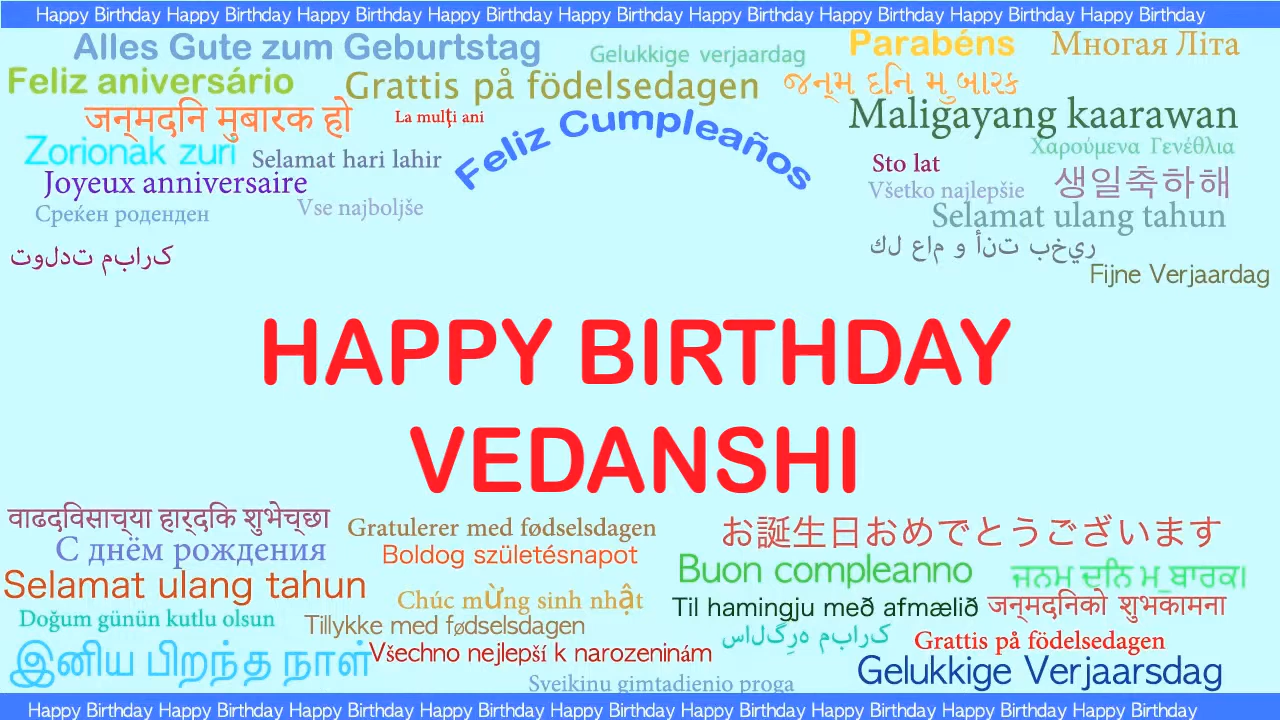 Happy Birthday Happy Birthday Happy Birthday Happy Birthday Happy Birthday Happy Birthday Happy Birthday Happy Birthday Happy Birthday
Alles Gute zum Geburtstag
Gelukkige verjaardag
Parabéns
Многая Літа
Feliz aniversário
Grattis på födelsedagen
જન્મ દિન મુબારક
जन्मदिन मुबारक हो
La mulţi ani
Feliz Cumpleaños
Maligayang kaarawan
Zorionak zuri
Selamat hari lahir
Χαρούμενα Γενέθλια
Sto lat
Joyeux anniversaire
Všetko najlepšie
생일축하해
Среќен роденден
Vse najboljše
Selamat ulang tahun
تولدت مبارک
كل عام و أنت بخير
Fijne Verjaardag
HAPPY BIRTHDAY
VEDANSHI
वाढदिवसाच्या हार्दिक शुभेच्छा
Gratulerer med fødselsdagen
お誕生日おめでとうございます
С днём рождения
Boldog születésnapot
Buon compleanno
ਜਨਮ ਦਿਨ ਮੁਬਾਰਕ।
Selamat ulang tahun
Chúc mừng sinh nhật
Til hamingju með afmælið
जन्मदिनको शुभकामना
Doğum günün kutlu olsun
Tillykke med fødselsdagen
سالگرہ مبارک
Grattis på födelsedagen
இனிய பிறந்த நாள்
Všechno nejlepší k narozeninám
Gelukkige Verjaarsdag
Sveikinu gimtadienio proga
Happy Birthday Happy Birthday Happy Birthday Happy Birthday Happy Birthday Happy Birthday Happy Birthday Happy Birthday Happy Birthday